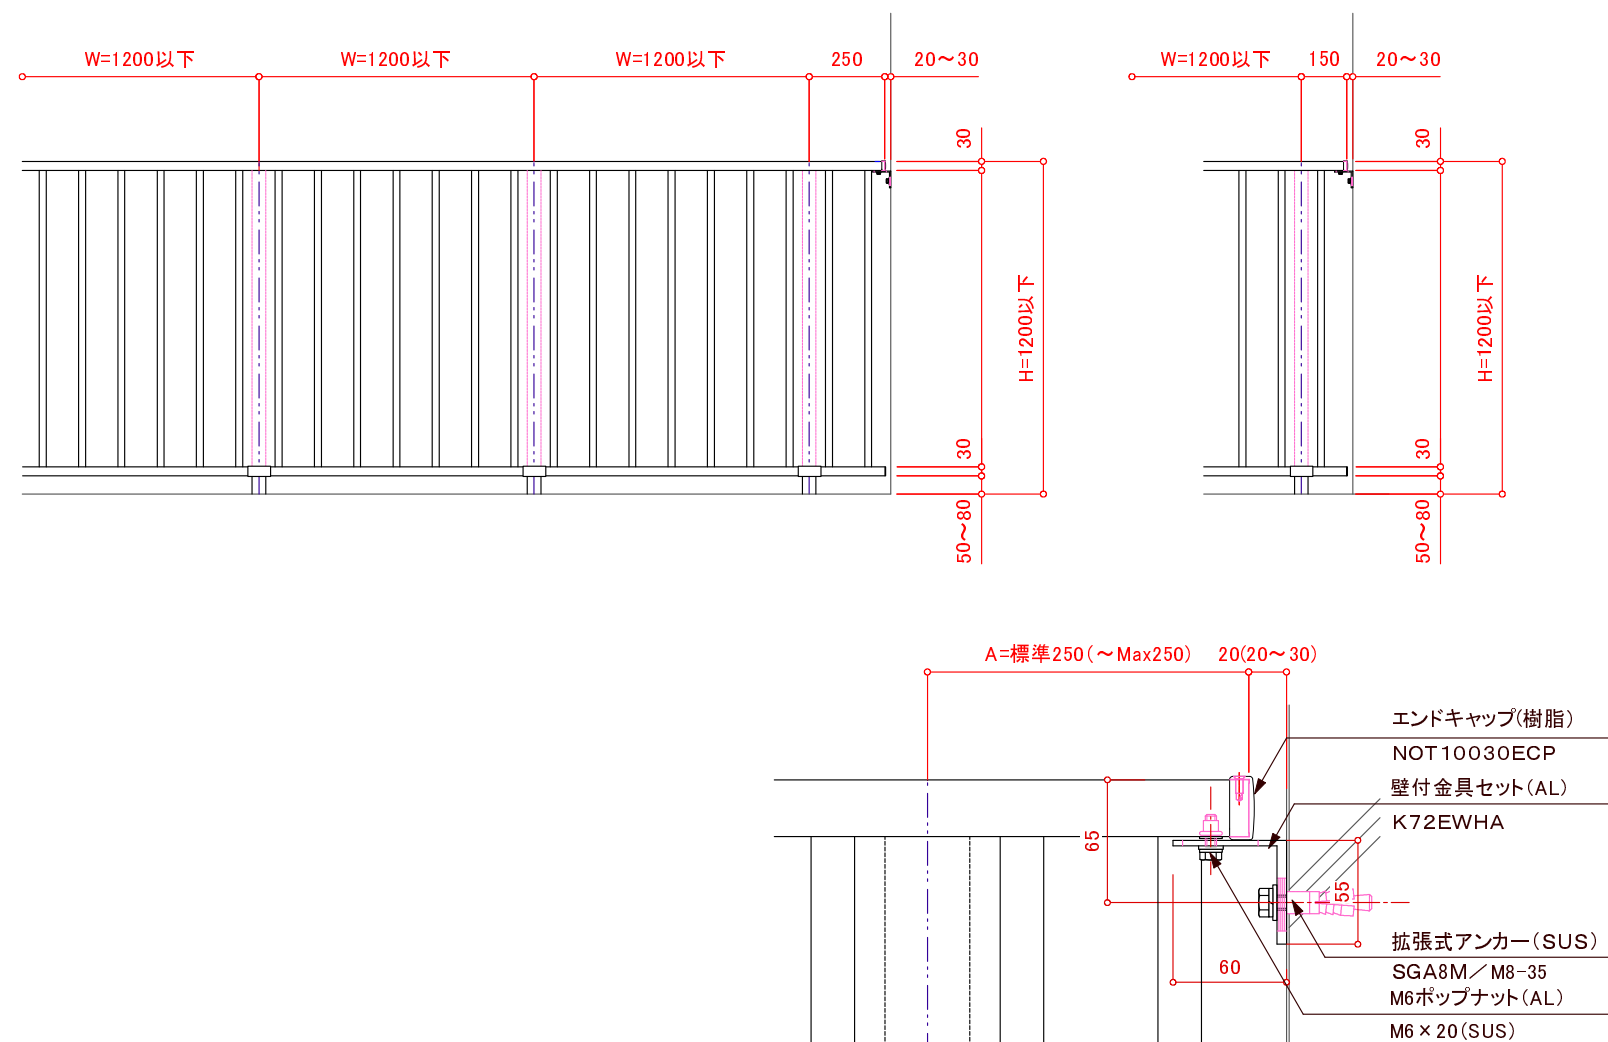 W=1200以下
W=1200以下
W=1200以下
250
20～30
W=1200以下
150
20～30
30
H=1200以下
30
50～80
30
H=1200以下
30
50～80
A=標準250(～Max250)
20(20～30)
エンドキャップ(樹脂)
NOT10030ECP
壁付金具セット(AL)
K72EWHA
65
55
60
拡張式アンカー(SUS)
SGA8M／M8-35
M6ポップナット(AL)
M6×20(SUS)